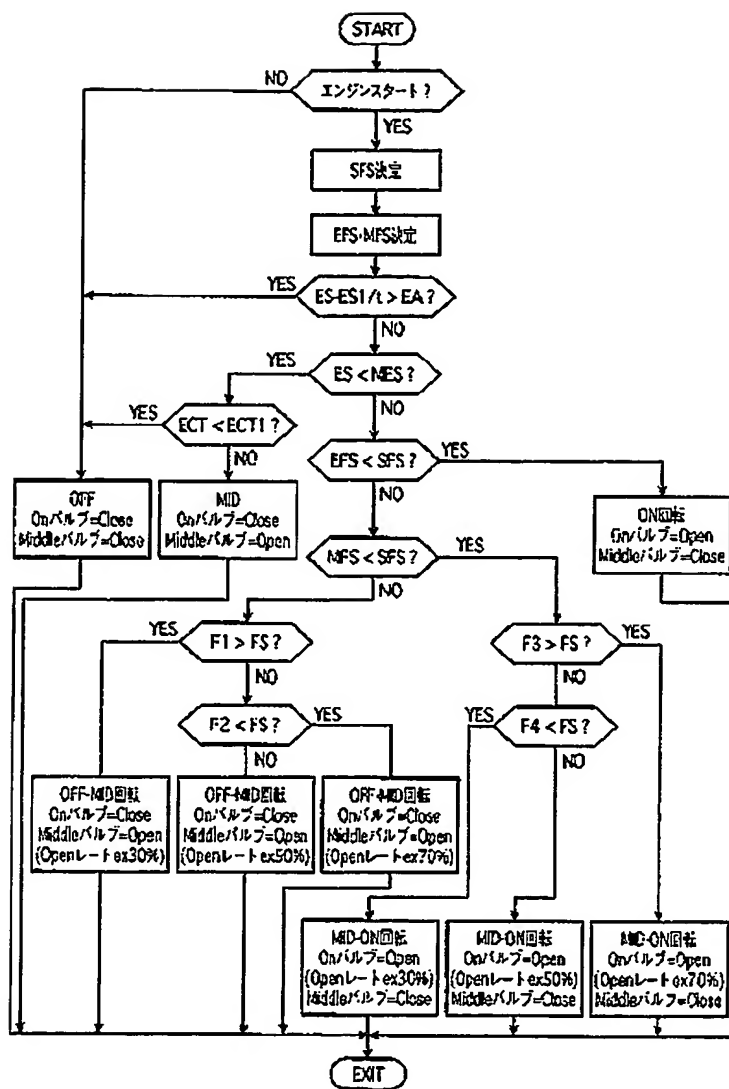 START
NO
エンジンスタート?
YES
SFS決定
EFS・MFS決定
YES
ES-ES1/t > EA?
NO
YES
ES < MES?
NO
YES
ECT < ECT1?
NO
EFS < SFS?
YES
NO
OFF
Onバルブ=Close
Middleバルブ=Close
MID
Onバルブ=Close
Middleバルブ=Open
ON回転
Onバルブ=Open
Middleバルブ=Close
MFS < SFS?
YES
NO
YES
F1 > FS?
NO
F3 > FS?
YES
NO
F2 < FS?
YES
NO
YES
F4 < FS?
NO
OFF-MID回転
Onバルブ=Close
Middleバルブ=Open
(Openレートex30%)
OFF-MID回転
Onバルブ=Close
Middleバルブ=Open
(Openレートex50%)
OFF-MID回転
Onバルブ=Close
Middleバルブ=Open
(Openレートex70%)
MID-ON回転
Onバルブ=Open
(Openレートex30%)
Middleバルブ=Close
MID-ON回転
Onバルブ=Open
(Openレートex50%)
Middleバルブ=Close
MID-ON回転
Onバルブ=Open
(Openレートex70%)
Middleバルブ=Close
EXIT